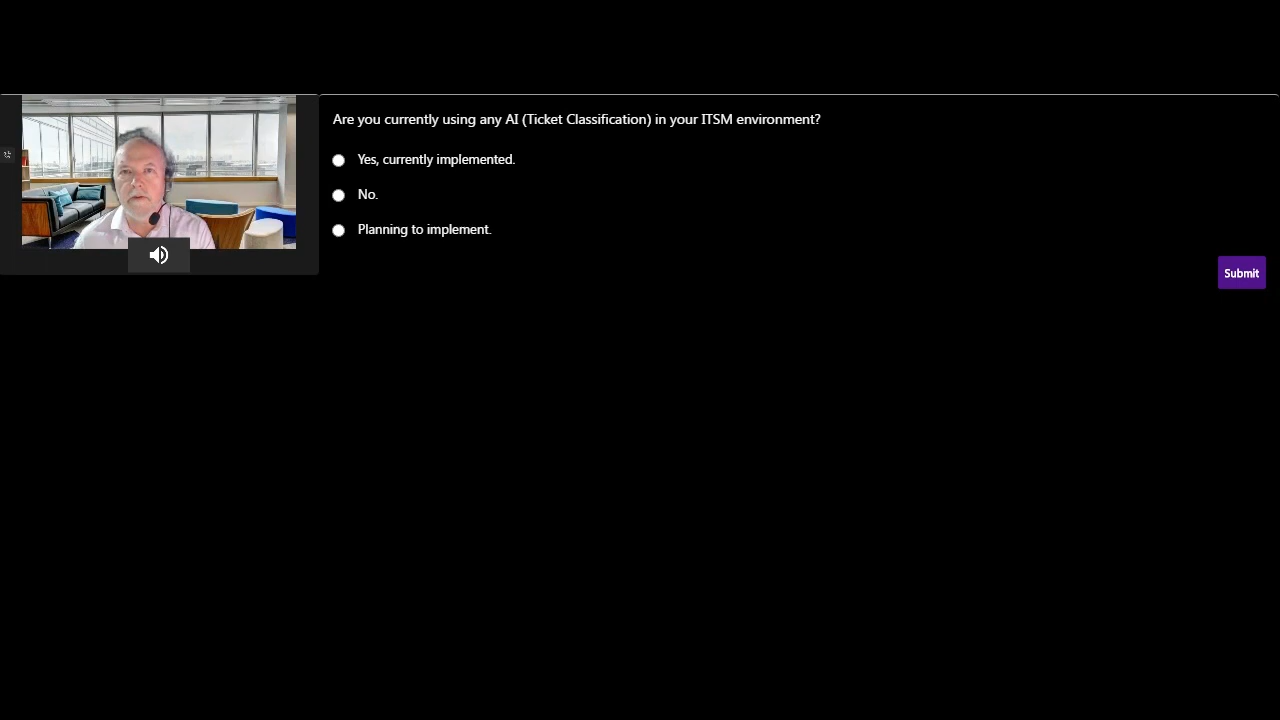 Are you currently using any AI (Ticket Classification) in your ITSM environment?
Yes, currently implemented.
No.
Planning to implement.
Submit